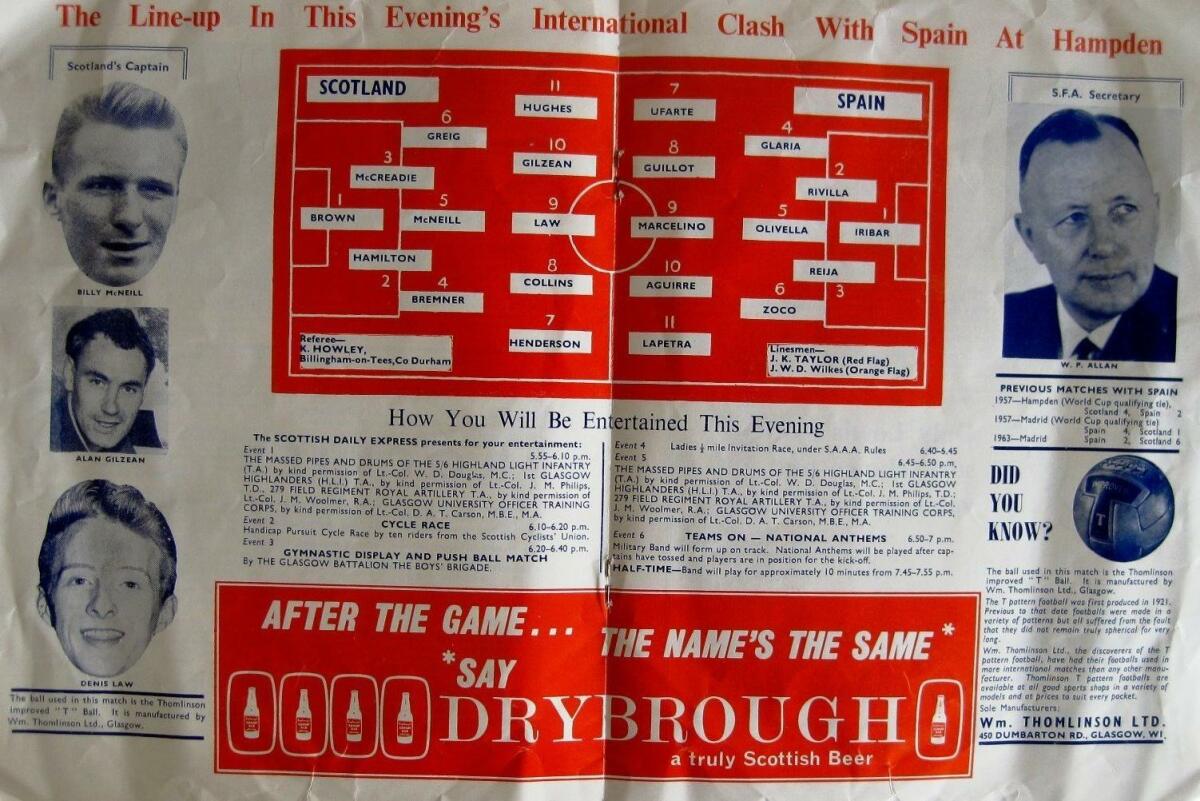 The Line-up In This Evening's International Clash With Spain At Hampden
Scotland's Captain
BILLY McNEILL
ALAN GILZEAN
DENIS LAW
The ball used in this match is the Thomlinson
improved "T" Ball. It is manufactured by
Wm. Thomlinson Ltd., Glasgow.
SCOTLAND
1
BROWN
3
McCREADIE
HAMILTON
2
6
GREIG
5
McNEILL
4
BREMNER
11
HUGHES
10
GILZEAN
9
LAW
8
COLLINS
7
HENDERSON
Referee—
K. HOWLEY,
Billingham-on-Tees,Co Durham
SPAIN
7
UFARTE
8
GUILLOT
9
MARCELINO
10
AGUIRRE
11
LAPETRA
4
GLARIA
5
OLIVELLA
6
ZOCO
2
RIVILLA
REIJA
3
1
IRIBAR
Linesmen—
J. K. TAYLOR (Red Flag)
J. W. D. Wilkes (Orange Flag)
How You Will Be Entertained This Evening
The SCOTTISH DAILY EXPRESS presents for your entertainment:
Event 1 5.55-6.10 p.m.
THE MASSED PIPES AND DRUMS OF THE 5/6 HIGHLAND LIGHT INFANTRY
(T.A.) by kind permission of Lt.-Col. W. D. Douglas, M.C.; 1st GLASGOW
HIGHLANDERS (H.L.I.) T.A., by kind permission of Lt.-Col. J. M. Philips,
T.D., 279 FIELD REGIMENT ROYAL ARTILLERY T.A., by kind permission of
Lt.-Col. J. M. Woolmer, R.A.; GLASGOW UNIVERSITY OFFICER TRAINING
CORPS, by kind permission of Lt.-Col. D. A. T. Carson, M.B.E., M.A.
Event 2 CYCLE RACE 6.10-6.20 p.m.
Handicap Pursuit Cycle Race by ten riders from the Scottish Cyclists' Union.
Event 3 6.20-6.40 p.m.
GYMNASTIC DISPLAY AND PUSH BALL MATCH
By THE GLASGOW BATTALION THE BOYS' BRIGADE.
Event 4 Ladies ½ mile Invitation Race, under S.A.A.A. Rules 6.40-6.45
Event 5 6.45-6.50 p.m.
THE MASSED PIPES AND DRUMS OF THE 5/6 HIGHLAND LIGHT INFANTRY
(T.A.) by kind permission of Lt.-Col. W. D. Douglas, M.C.; 1st GLASGOW
HIGHLANDERS (H.L.I.) T.A., by kind permission of Lt.-Col. J. M. Philips, T.D.;
279 FIELD REGIMENT ROYAL ARTILLERY T.A., by kind permission of Lt.-Col.
J. M. Woolmer, R.A.; GLASGOW UNIVERSITY OFFICER TRAINING CORPS,
by kind permission of Lt.-Col D. A. T. Carson, M.B.E., M.A.
Event 6 TEAMS ON — NATIONAL ANTHEMS 6.50-7 p.m.
Military Band will form up on track. National Anthems will be played after cap-
tains have tossed and players are in position for the kick-off.
HALF-TIME—Band will play for approximately 10 minutes from 7.45-7.55 p.m.
AFTER THE GAME...
THE NAME'S THE SAME *
*SAY
DRYBROUGH
a truly Scottish Beer
S.F.A. Secretary
W. P. ALLAN
PREVIOUS MATCHES WITH SPAIN
1957—Hampden (World Cup qualifying tie),
Scotland 4, Spain 2
1957—Madrid (World Cup qualifying tie)
Spain 4, Scotland 1
1963—Madrid Spain 2, Scotland 6
DID
YOU
KNOW?
T
The ball used in this match is the Thomlinson
improved "T" Ball. It is manufactured by
Wm. Thomlinson Ltd., Glasgow.
The T pattern football was first produced in 1921.
Previous to that date footballs were made in a
variety of patterns but all suffered from the fault
that they did not remain truly spherical for very
long.
Wm. Thomlinson Ltd., the discoverers of the T
pattern football, have had their footballs used in
more international matches than any other manu-
facturer. Thomlinson T pattern footballs are
available at all good sports shops in a variety of
models and at prices to suit every pocket.
Sole Manufacturers:
Wm. THOMLINSON LTD.
450 DUMBARTON RD., GLASGOW, W1.